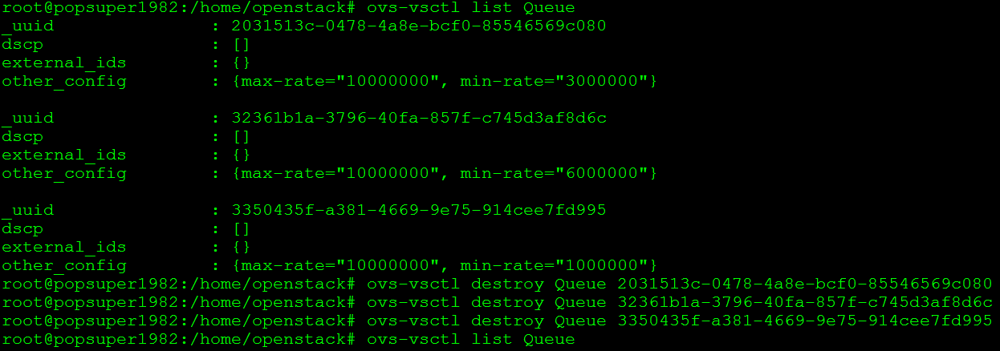 root@popsuper1982:/home/openstack# ovs-vsctl list Queue
_uuid : 2031513c-0478-4a8e-bcf0-85546569c080
dscp : []
external_ids : {}
other_config : {max-rate="10000000", min-rate="3000000"}
_uuid : 32361b1a-3796-40fa-857f-c745d3af8d6c
dscp : []
external_ids : {}
other_config : {max-rate="10000000", min-rate="6000000"}
_uuid : 3350435f-a381-4669-9e75-914cee7fd995
dscp : []
external_ids : {}
other_config : {max-rate="10000000", min-rate="1000000"}
root@popsuper1982:/home/openstack# ovs-vsctl destroy Queue 2031513c-0478-4a8e-bcf0-85546569c080
root@popsuper1982:/home/openstack# ovs-vsctl destroy Queue 32361b1a-3796-40fa-857f-c745d3af8d6c
root@popsuper1982:/home/openstack# ovs-vsctl destroy Queue 3350435f-a381-4669-9e75-914cee7fd995
root@popsuper1982:/home/openstack# ovs-vsctl list Queue